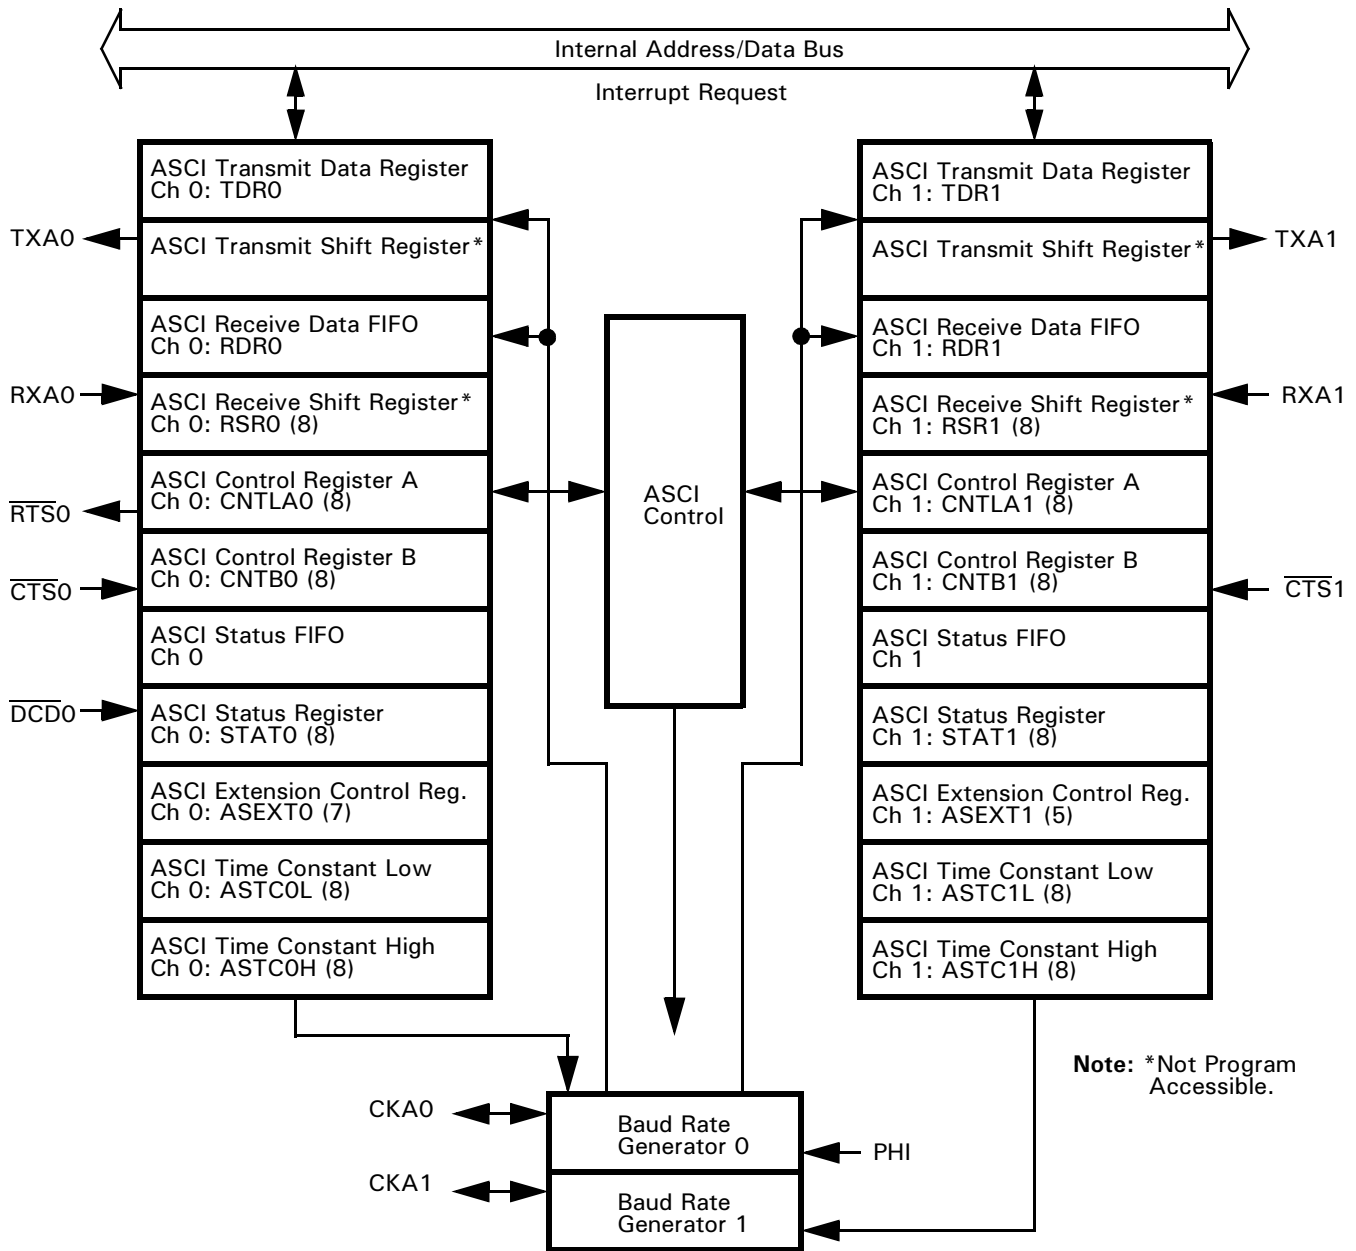 Internal Address/Data Bus
Interrupt Request
ASCI Transmit Data Register
Ch 0: TDR0
ASCI Transmit Shift Register*
ASCI Receive Data FIFO
Ch 0: RDR0
ASCI Receive Shift Register*
Ch 0: RSR0 (8)
ASCI Control Register A
Ch 0: CNTLA0 (8)
ASCI Control Register B
Ch 0: CNTB0 (8)
ASCI Status FIFO
Ch 0
ASCI Status Register
Ch 0: STAT0 (8)
ASCI Extension Control Reg.
Ch 0: ASEXT0 (7)
ASCI Time Constant Low
Ch 0: ASTC0L (8)
ASCI Time Constant High
Ch 0: ASTC0H (8)
TXA0
RXA0
RTS0
CTS0
DCD0
ASCI
Control
ASCI Transmit Data Register
Ch 1: TDR1
ASCI Transmit Shift Register*
ASCI Receive Data FIFO
Ch 1: RDR1
ASCI Receive Shift Register*
Ch 1: RSR1 (8)
ASCI Control Register A
Ch 1: CNTLA1 (8)
ASCI Control Register B
Ch 1: CNTB1 (8)
ASCI Status FIFO
Ch 1
ASCI Status Register
Ch 1: STAT1 (8)
ASCI Extension Control Reg.
Ch 1: ASEXT1 (5)
ASCI Time Constant Low
Ch 1: ASTC1L (8)
ASCI Time Constant High
Ch 1: ASTC1H (8)
TXA1
RXA1
CTS1
Note: *Not Program
Accessible.
CKA0
Baud Rate
Generator 0
PHI
CKA1
Baud Rate
Generator 1